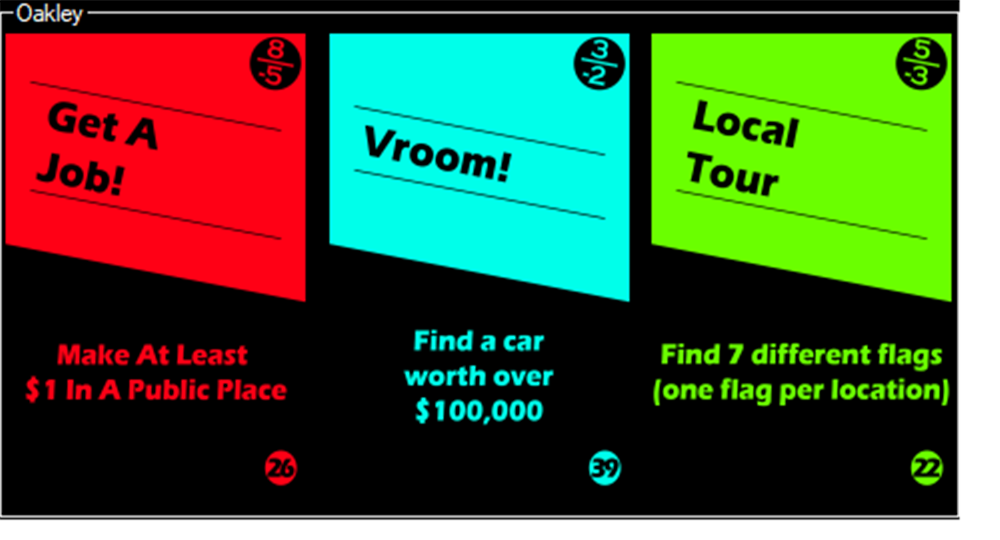 Oakley
8
-5
Get A
Job!
Make At Least
$1 In A Public Place
26
3
-2
Vroom!
Find a car
worth over
$100,000
39
5
-3
Local
Tour
Find 7 different flags
(one flag per location)
22